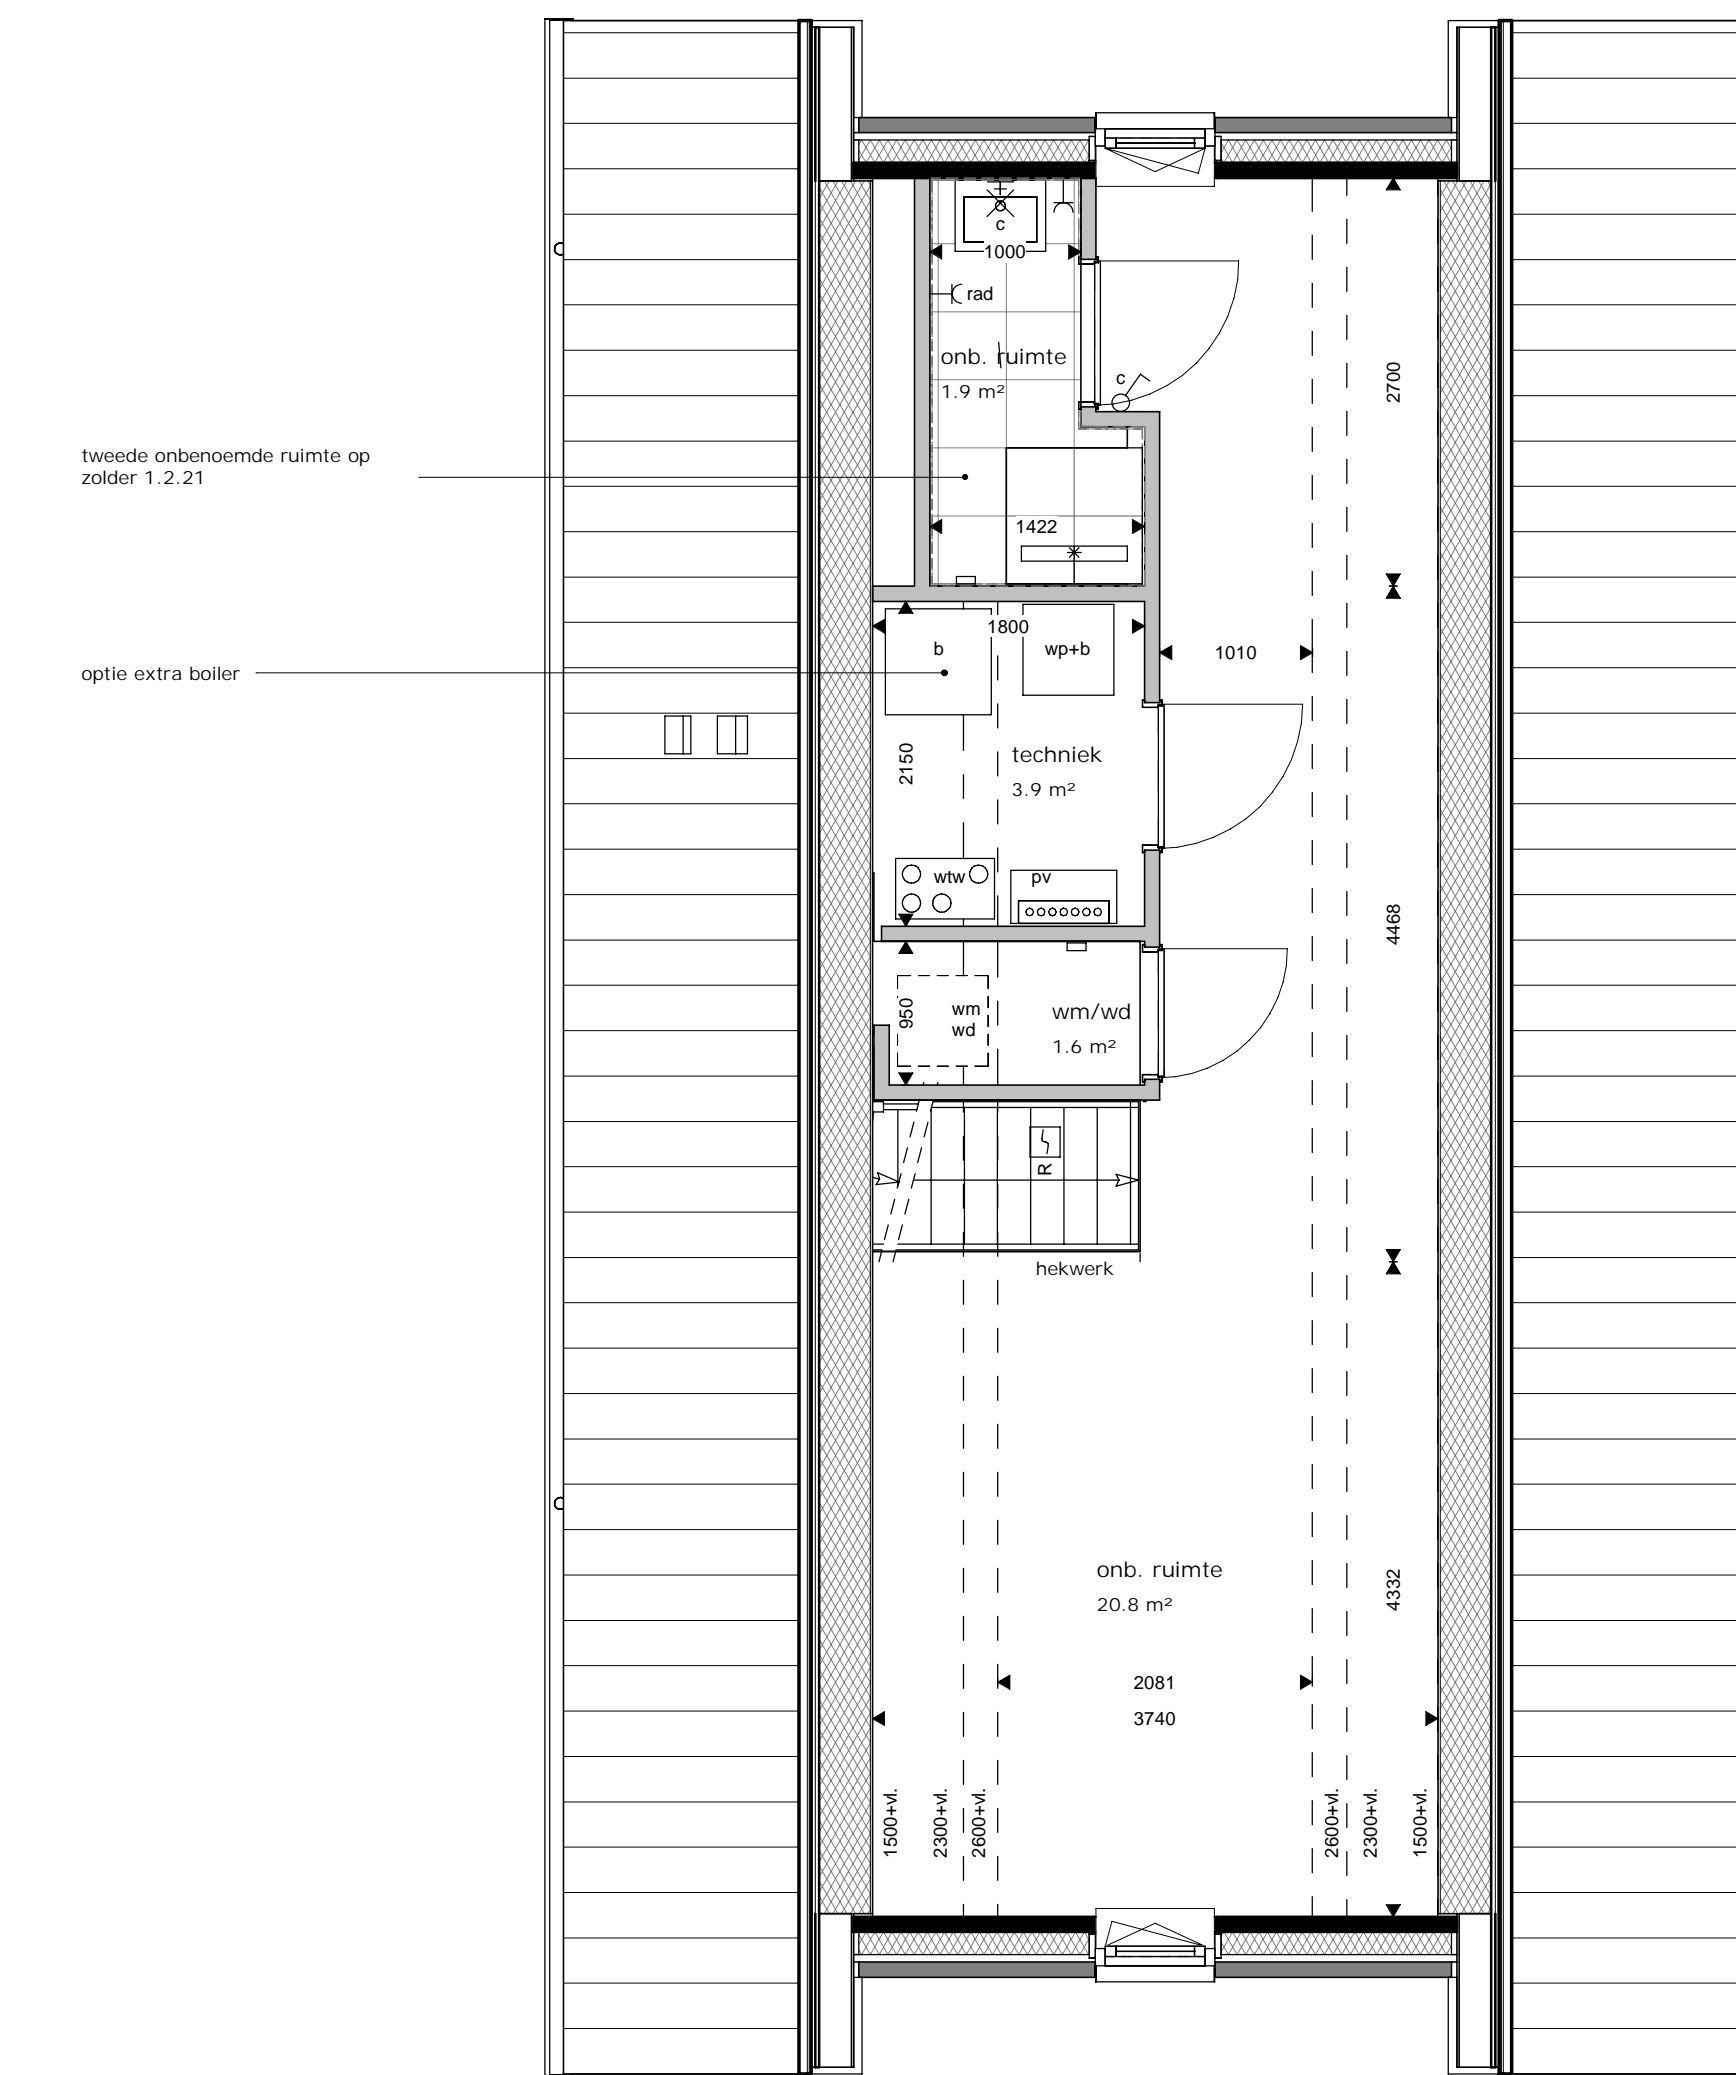 c
1000
rad
onb. ruimte
1.9 m²
c
2700
tweede onbenoemde ruimte op
zolder 1.2.21
1422
1800
b
wp+b
1010
optie extra boiler
2150
techniek
3.9 m²
wtw
pv
4468
950
wm
wd
wm/wd
1.6 m²
R
hekwerk
onb. ruimte
20.8 m²
4332
2081
3740
1500+vl.
2300+vl.
2600+vl.
2600+vl.
2300+vl.
1500+vl.